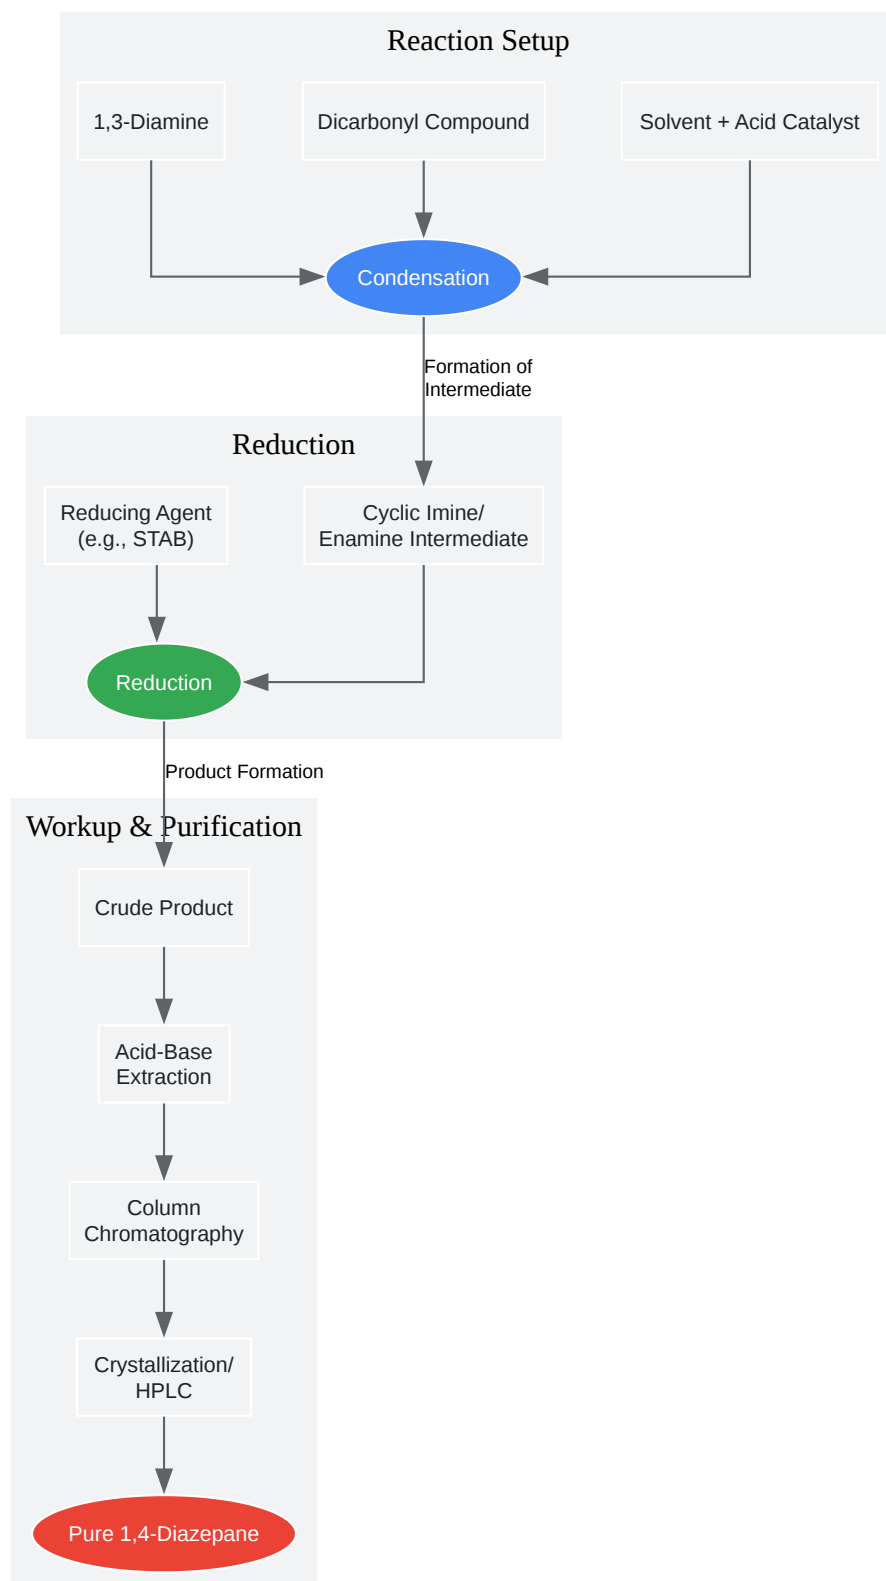 Reaction Setup
1,3-Diamine
Dicarbonyl Compound
Solvent + Acid Catalyst
Condensation
Formation of
Intermediate
Reduction
Reducing Agent
(e.g., STAB)
Cyclic Imine/
Enamine Intermediate
Reduction
Product Formation
Workup & Purification
Crude Product
Acid-Base
Extraction
Column
Chromatography
Crystallization/
HPLC
Pure 1,4-Diazepane